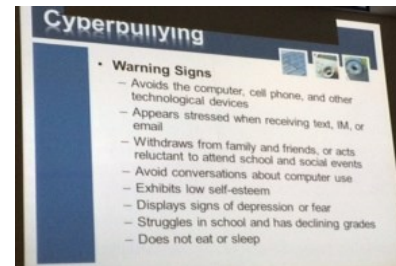 Cyberbullying
• Warning Signs
– Avoids the computer, cell phone, and other
technological devices
– Appears stressed when receiving text, IM, or
email
– Withdraws from family and friends, or acts
reluctant to attend school and social events
– Avoid conversations about computer use
– Exhibits low self-esteem
– Displays signs of depression or fear
– Struggles in school and has declining grades
– Does not eat or sleep